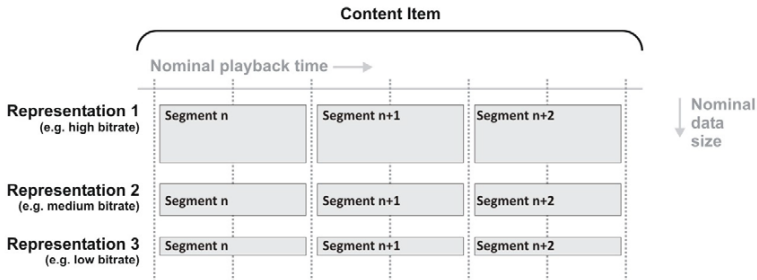 Content Item
Nominal playback time
Representation 1
(e.g. high bitrate)
Segment n
Segment n+1
Segment n+2
Nominal
data
size
Representation 2
(e.g. medium bitrate)
Segment n
Segment n+1
Segment n+2
Representation 3
(e.g. low bitrate)
Segment n
Segment n+1
Segment n+2